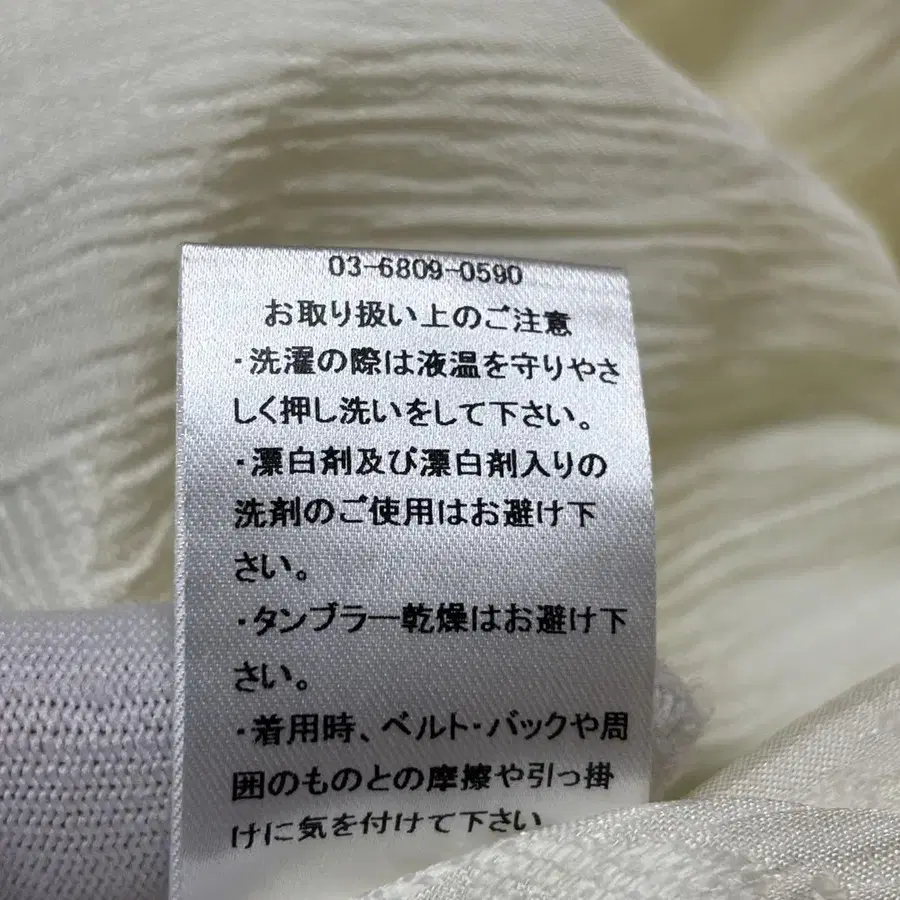 03-6809-0590
お取り扱い上のご注意
・洗濯の際は液温を守りやさ
しく押し洗いをして下さい。
・漂白剤及び漂白剤入りの
洗剤のご使用はお避け下
さい。
・タンブラー乾燥はお避け下
さい。
・着用時、ベルト・バックや周
囲のものとの摩擦や引っ掛
けに気を付けて下さい